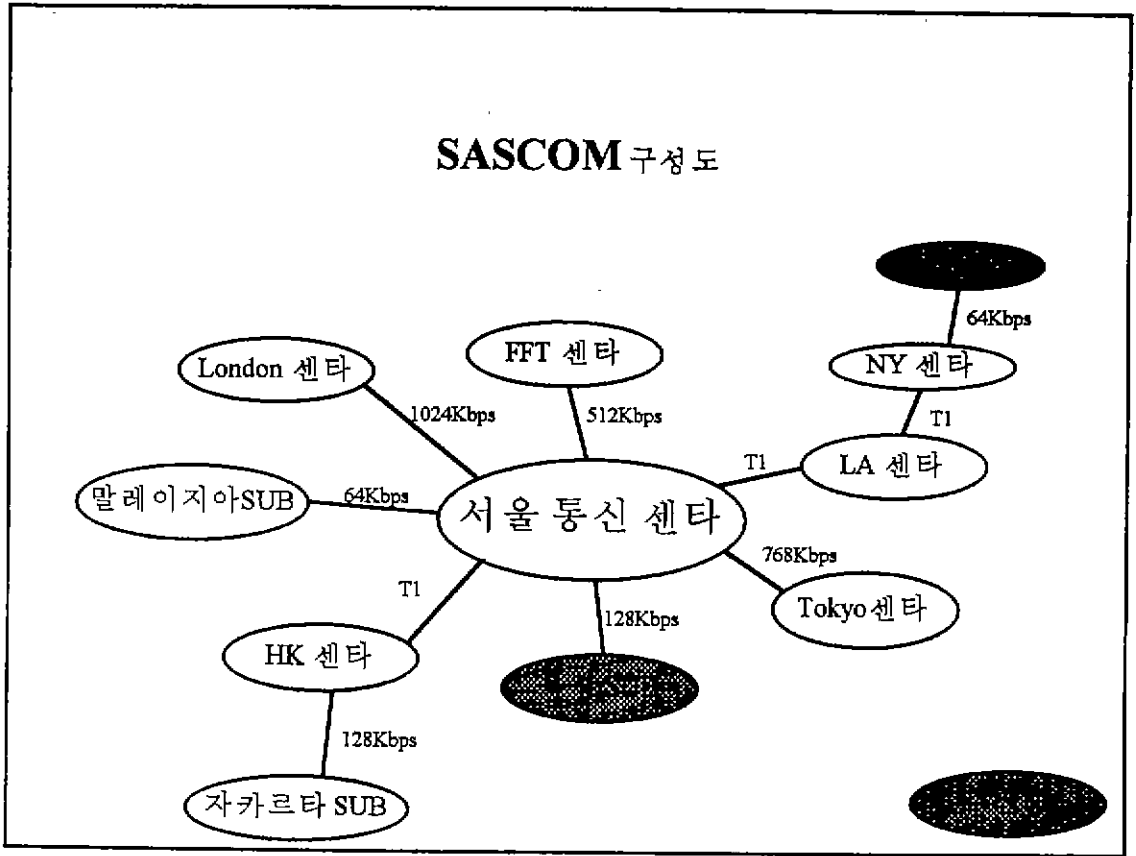 SASCOM 구성도
64Kbps
London 센타
FFT 센타
NY 센타
1024Kbps
512Kbps
T1
T1
LA 센타
말레이지아SUB
64Kbps
서울통신 센타
768Kbps
T1
128Kbps
Tokyo센타
HK 센타
128Kbps
자카르타 SUB